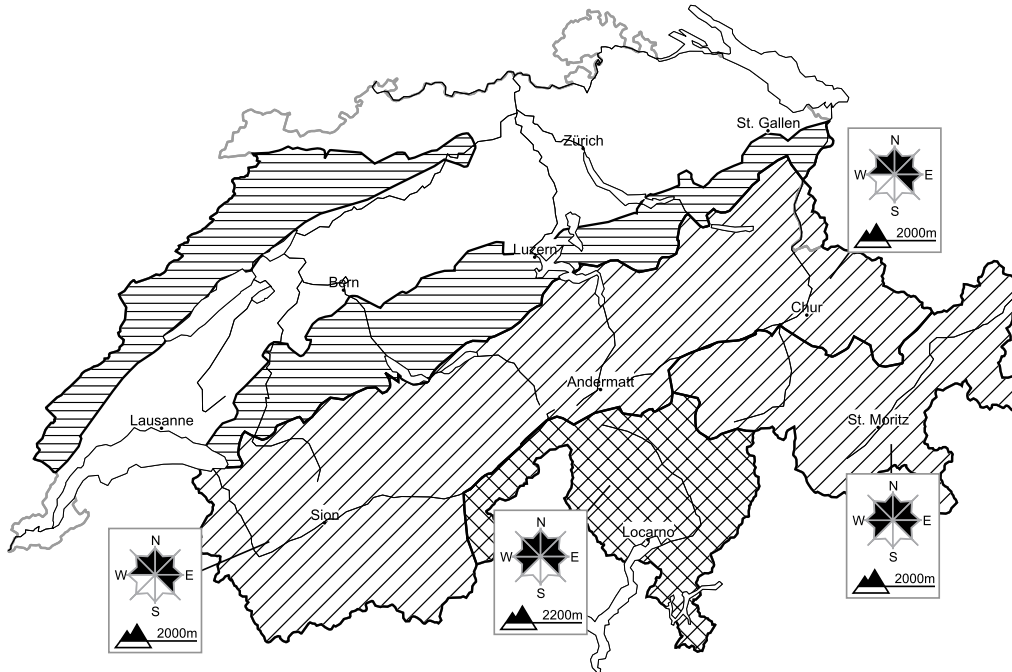 St. Gallen
Zürich
N
W E
S
2000m
Luzern
Bern
Chur
Andermatt
Lausanne
St. Moritz
Sion
Locarno
N
W E
S
2000m
N
W E
S
2200m
N
W E
S
2000m